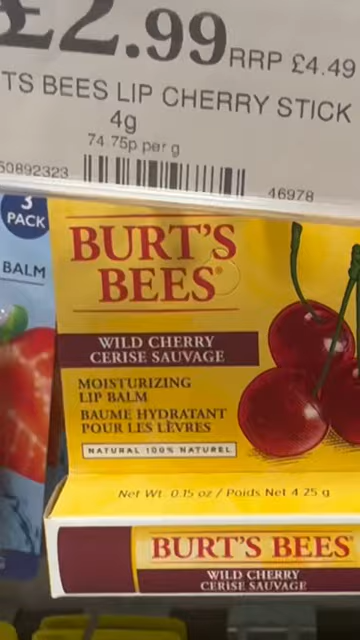 £2.99 RRP £4.49
TS BEES LIP CHERRY STICK
4g
74.75p per g
50892323
46978
3
PACK
BALM
BURT'S
BEES®
WILD CHERRY
CERISE SAUVAGE
MOISTURIZING
LIP BALM
BAUME HYDRATANT
POUR LES LÈVRES
NATURAL 100% NATUREL
Net Wt. 0.15 oz / Poids Net 4.25 g
BURT'S BEES
WILD CHERRY
CERISE SAUVAGE